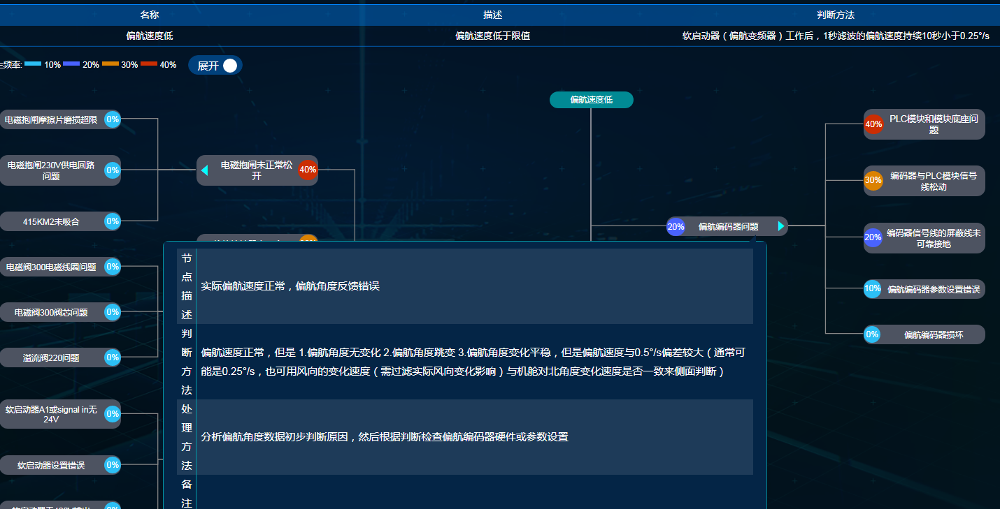 名称 描述 判断方法
偏航速度低 偏航速度低于限值 软启动器（偏航变频器）工作后，1秒滤波的偏航速度持续10秒小于0.25°/s
频率: 10% 20% 30% 40% 展开
偏航速度低
电磁抱闸摩擦片磨损超限 0%
电磁抱闸230V供电回路
问题 0%
415KM2未吸合 0%
电磁阀300电磁线圈问题 0%
电磁阀300阀芯问题 0%
溢流阀220问题 0%
软启动器A1或signal in无
24V 0%
软启动器设置错误 0%
0%
电磁抱闸未正常松
开 40%
20% 偏航编码器问题
40% PLC模块和模块底座问
题
30% 编码器与PLC模块信号
线松动
20% 编码器信号线的屏蔽线未
可靠接地
10% 偏航编码器参数设置错误
0% 偏航编码器损坏
节
点
描
述
实际偏航速度正常，偏航角度反馈错误
判
断
方
法
偏航速度正常，但是 1.偏航角度无变化 2.偏航角度跳变 3.偏航角度变化平稳，但是偏航速度与0.5°/s偏差较大（通常可
能是0.25°/s，也可用风向的变化速度（需过滤实际风向变化影响）与机舱对北角度变化速度是否一致来侧面判断）
处
理
方
法
分析偏航角度数据初步判断原因，然后根据判断检查偏航编码器硬件或参数设置
备
注